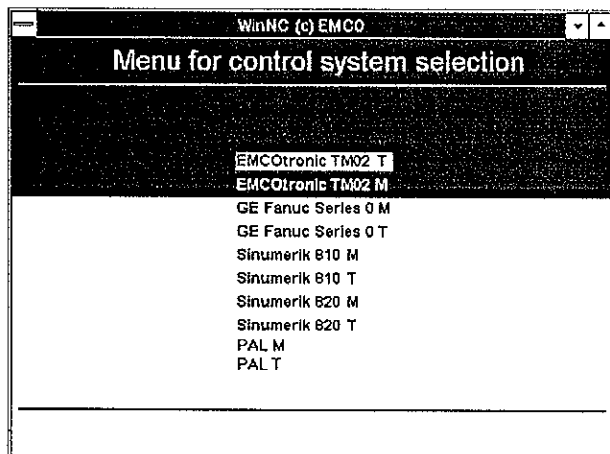 WinNC (c) EMCO
Menu for control system selection
EMCOtronic TM02 T
EMCOtronic TM02 M
GE Fanuc Series 0 M
GE Fanuc Series 0 T
Sinumerik 810 M
Sinumerik 810 T
Sinumerik 820 M
Sinumerik 820 T
PAL M
PAL T